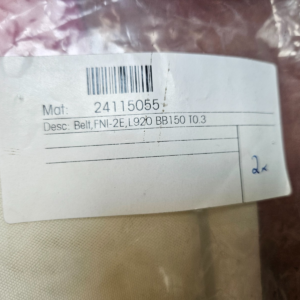 Mat: 24115055
Desc. Belt,FNI-2E,L920 BB150 T0.3
2x